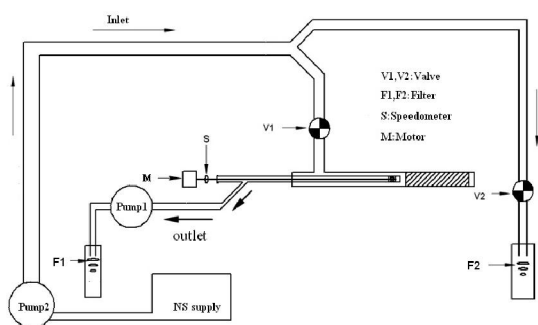 Inlet
V1,V2:Valve
F1,F2:Filter
S:Speedometer
M:Motor
V1
S
M
V2
Pump1
outlet
F1
F2
NS supply
Pump2